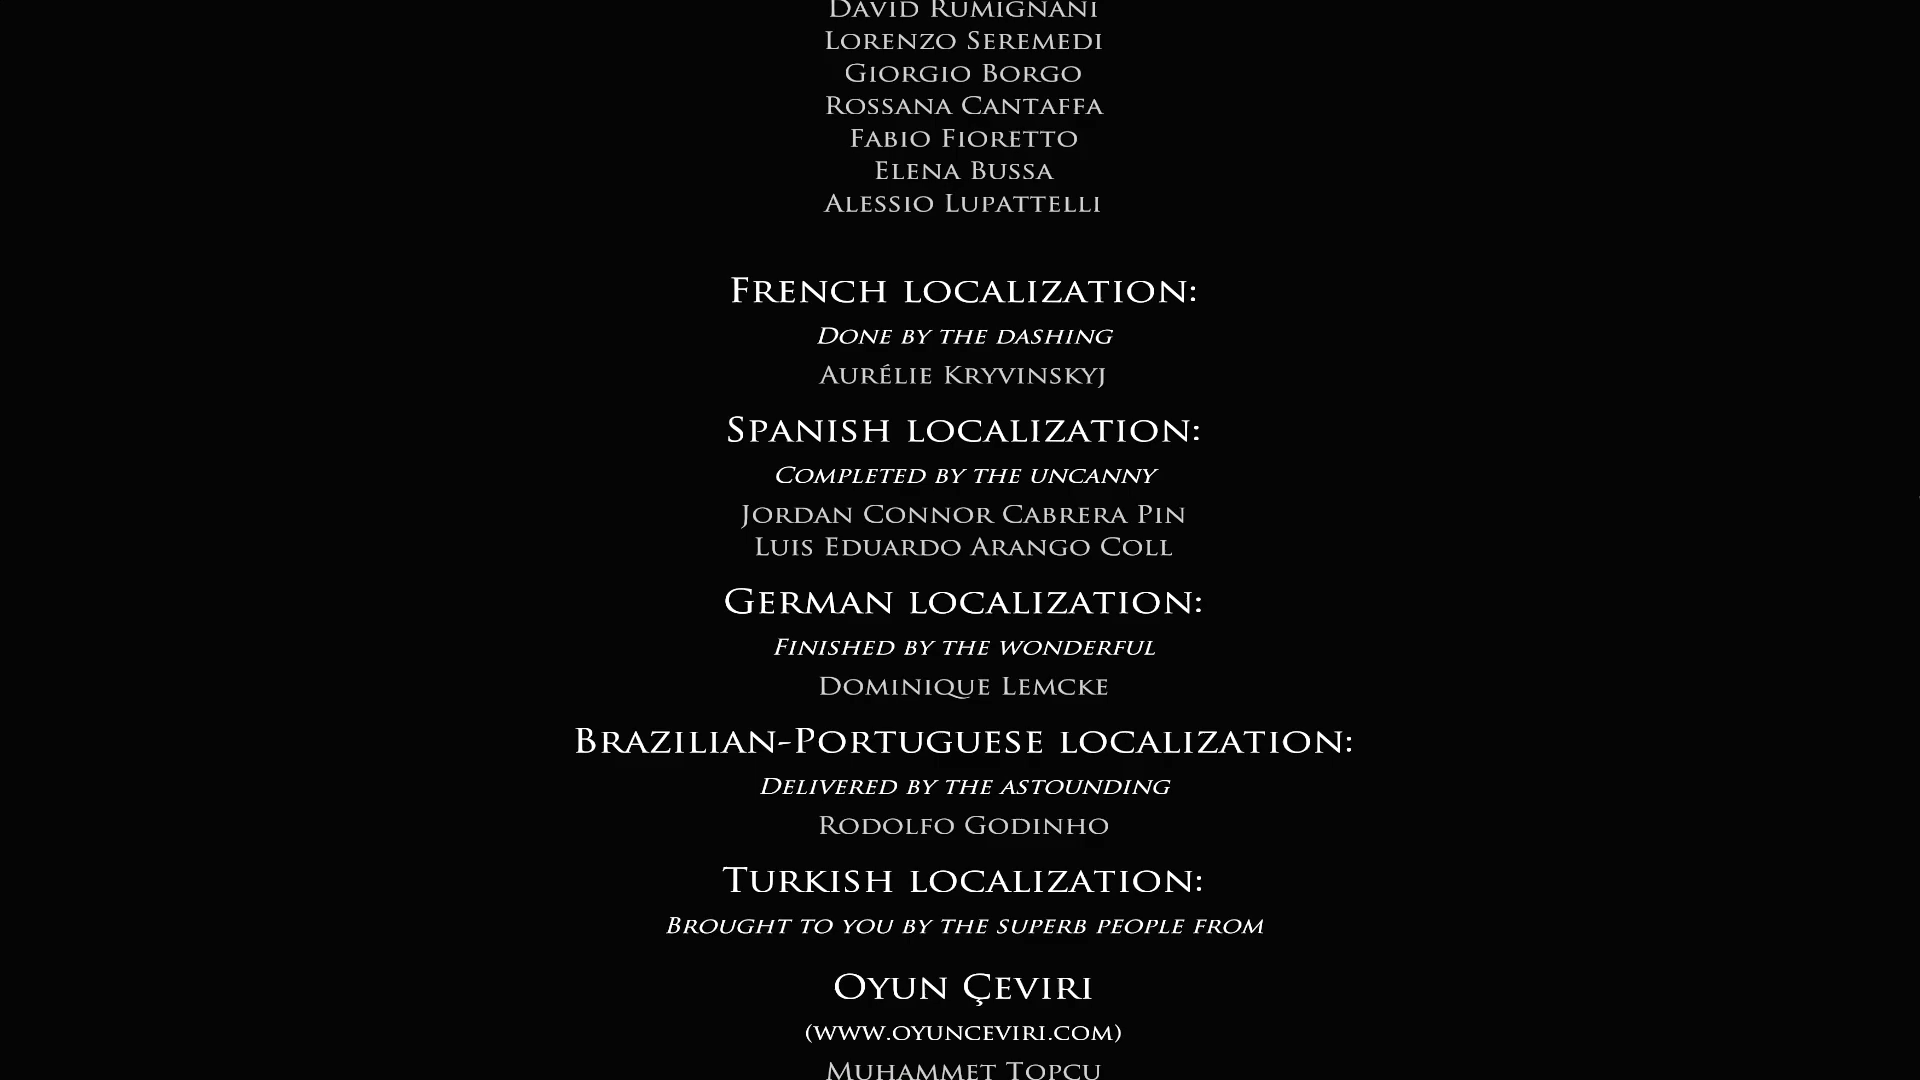 David Rumignani
Lorenzo Seremedi
Giorgio Borgo
Rossana Cantaffa
Fabio Fioretto
Elena Bussa
Alessio Lupattelli
French localization:
Done by the dashing
Aurélie Kryvinskyj
Spanish localization:
Completed by the uncanny
Jordan Connor Cabrera Pin
Luis Eduardo Arango Coll
German localization:
Finished by the wonderful
Dominique Lemcke
Brazilian-Portuguese localization:
Delivered by the astounding
Rodolfo Godinho
Turkish localization:
Brought to you by the superb people from
Oyun Çeviri
(www.oyunceviri.com)
Muhammet Topcu